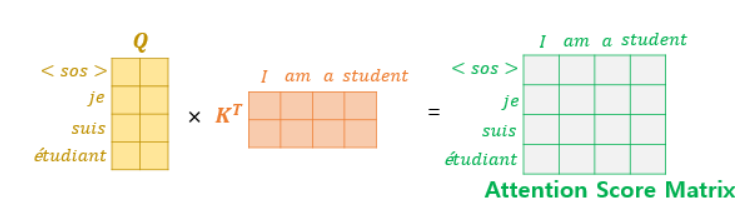 Q
< sos >
je
suis
étudiant
×
K^T
I am a student
=
I am a student
< sos >
je
suis
étudiant
Attention Score Matrix